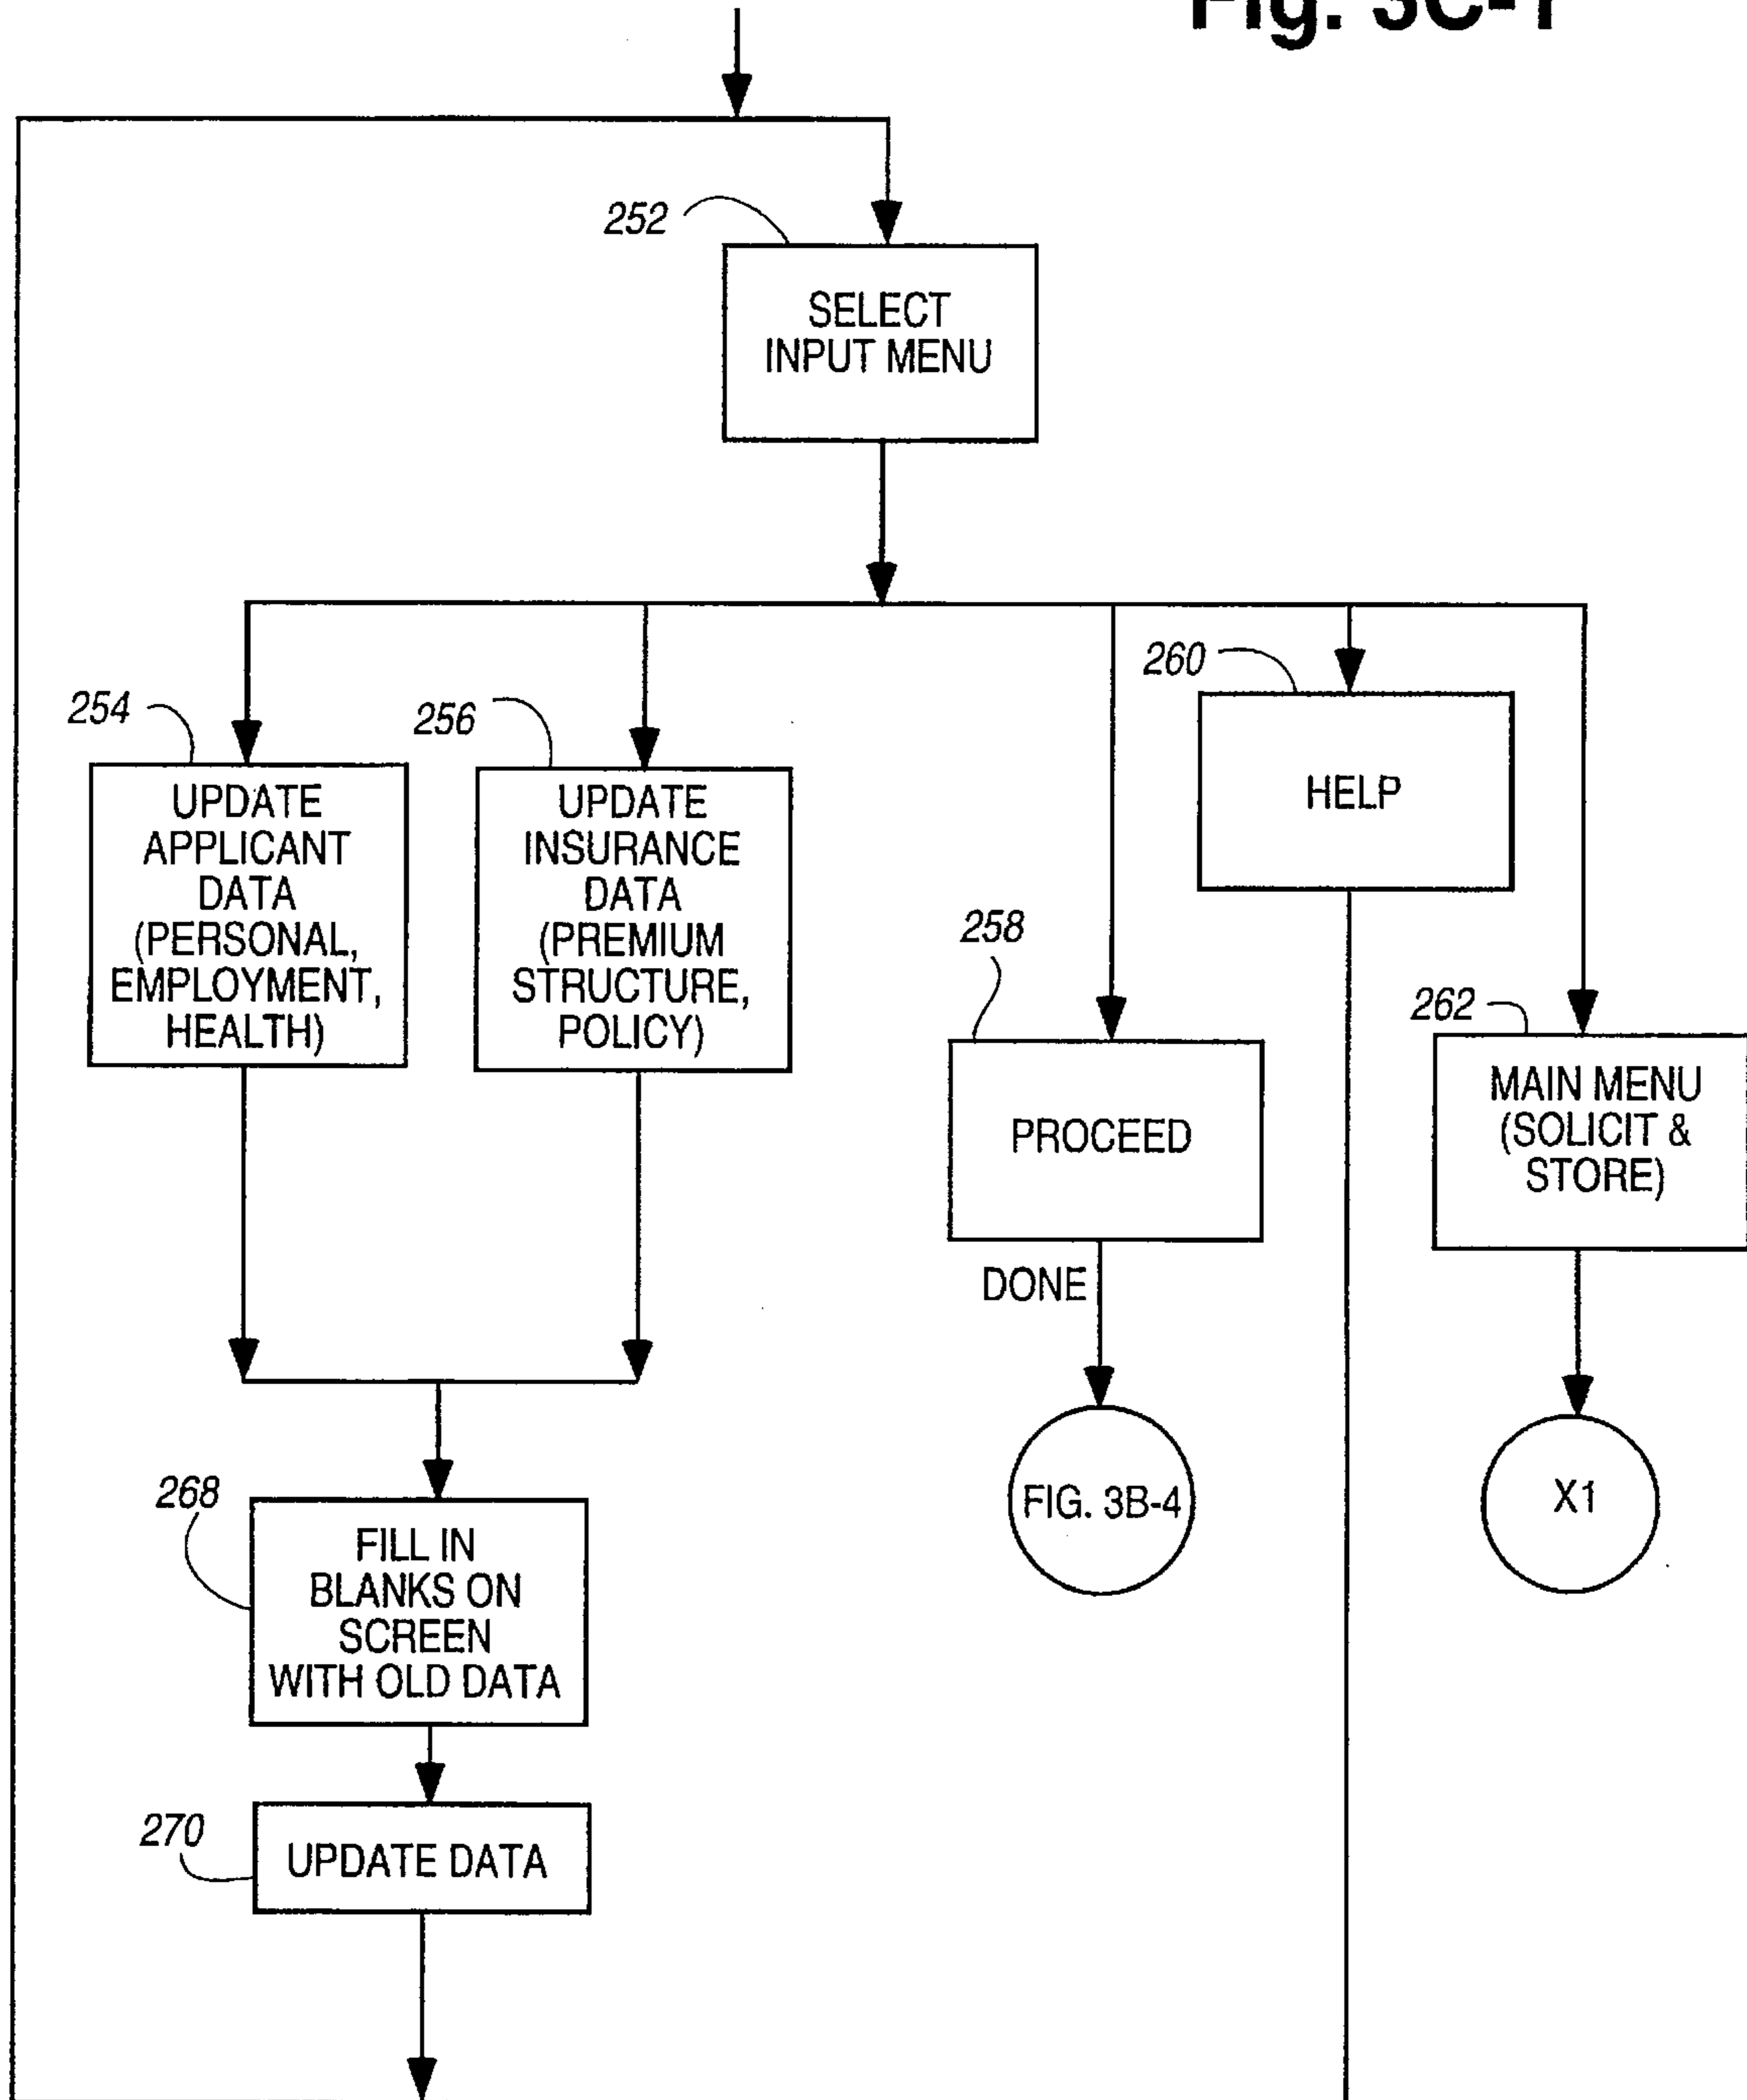 Fig. 3C-1
252
SELECT
INPUT MENU
260
254
256
UPDATE
APPLICANT
DATA
(PERSONAL,
EMPLOYMENT,
HEALTH)
UPDATE
INSURANCE
DATA
(PREMIUM
STRUCTURE,
POLICY)
HELP
258
262
PROCEED
MAIN MENU
(SOLICIT &
STORE)
DONE
FIG. 3B-4
X1
268
FILL IN
BLANKS ON
SCREEN
WITH OLD DATA
270
UPDATE DATA